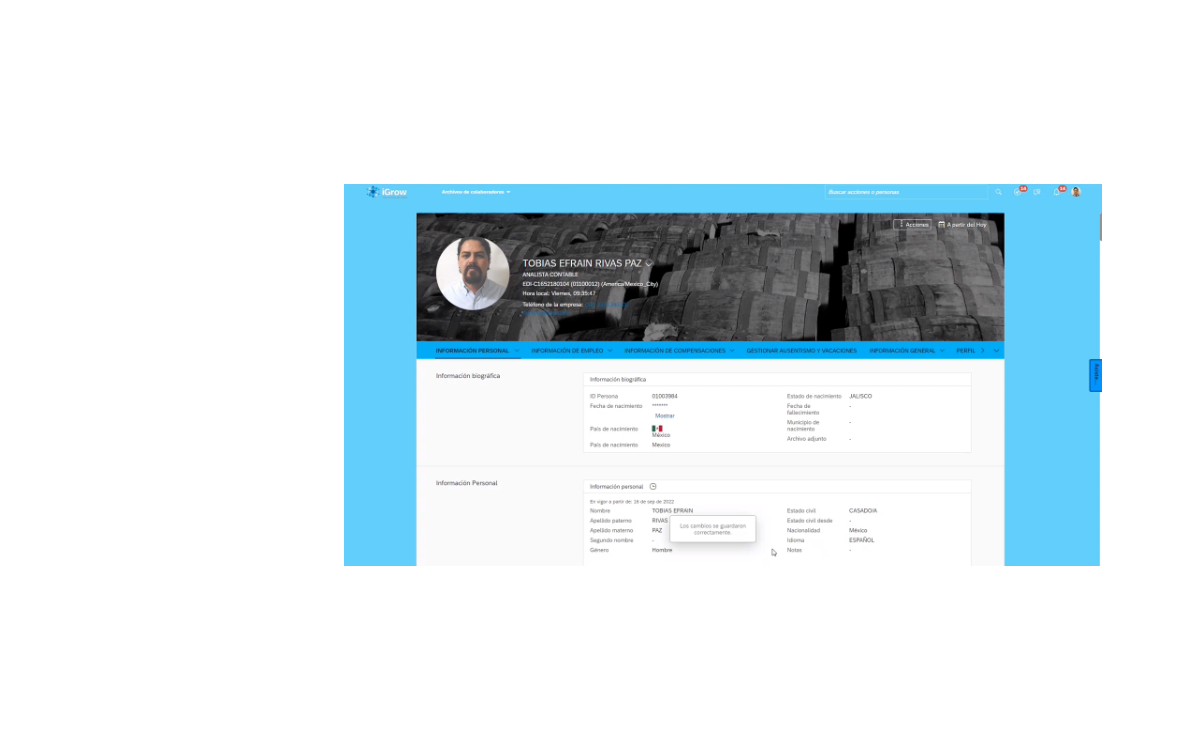 iGrow
Archivos de colaboradores
Buscar acciones o personas
14
14
Acciones
A partir del Hoy
TOBIAS EFRAIN RIVAS PAZ
ANALISTA CONTABLE
EDI-C1652180104 (01100012) (America/Mexico_City)
Hora local: Viernes, 09:35:47
Teléfono de la empresa:
INFORMACIÓN PERSONAL
INFORMACIÓN DE EMPLEO
INFORMACIÓN DE COMPENSACIONES
GESTIONAR AUSENTISMO Y VACACIONES
INFORMACIÓN GENERAL
PERFIL
Información biográfica
Información biográfica
ID Persona 01003984
Fecha de nacimiento *******
Mostrar
País de nacimiento
México
País de nacimiento México
Estado de nacimiento JALISCO
Fecha de
fallecimiento -
Municipio de
nacimiento -
Archivo adjunto -
Información Personal
Información personal
En vigor a partir de: 16 de sep de 2022
Nombre TOBIAS EFRAIN
Apellido paterno RIVAS
Apellido materno PAZ
Segundo nombre -
Género Hombre
Los cambios se guardaron
correctamente.
Estado civil CASADO/A
Estado civil desde -
Nacionalidad México
Idioma ESPAÑOL
Notas -